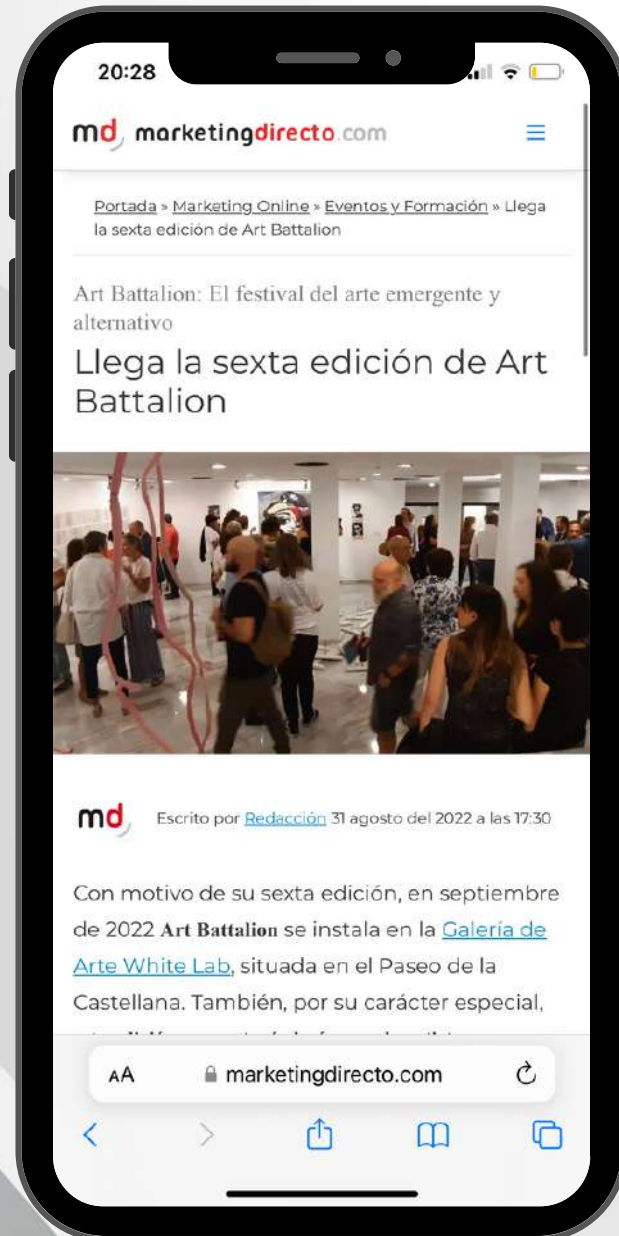 20:28
md marketingdirecto.com
Portada » Marketing Online » Eventos y Formación » Llega
la sexta edición de Art Battalion
Art Battalion: El festival del arte emergente y
alternativo
Llega la sexta edición de Art
Battalion
md Escrito por Redacción 31 agosto del 2022 a las 17:30
Con motivo de su sexta edición, en septiembre
de 2022 Art Battalion se instala en la Galería de
Arte White Lab, situada en el Paseo de la
Castellana. También, por su carácter especial,
AA marketingdirecto.com